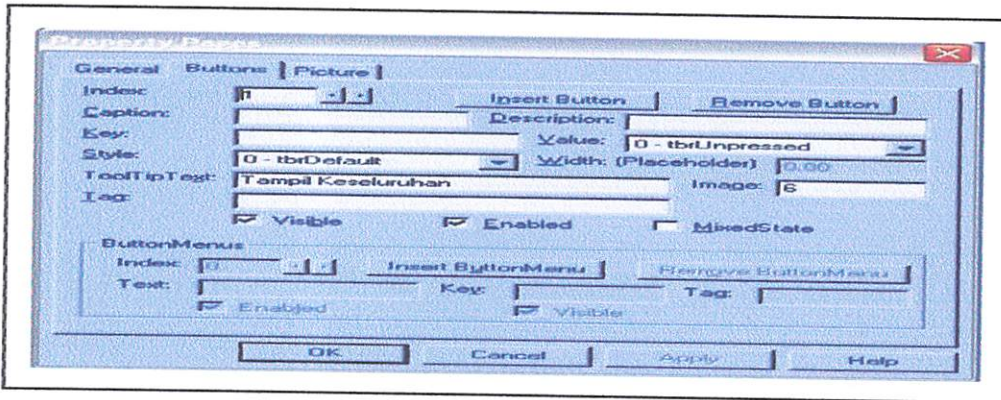 Property Pages
General Buttons Picture
Index: 1 Insert Button Remove Button
Caption: Description:
Key: Value: 0 - tbrUnpressed
Style: 0 - tbrDefault Width: (Placeholder) 0.00
ToolTipText: Tampil Keseluruhan Image: 6
Tag:
Visible Enabled MixedState
ButtonMenus
Index: 0 Insert ButtonMenu Remove ButtonMenu
Text: Key: Tag:
Enabled Visible
OK Cancel Apply Help